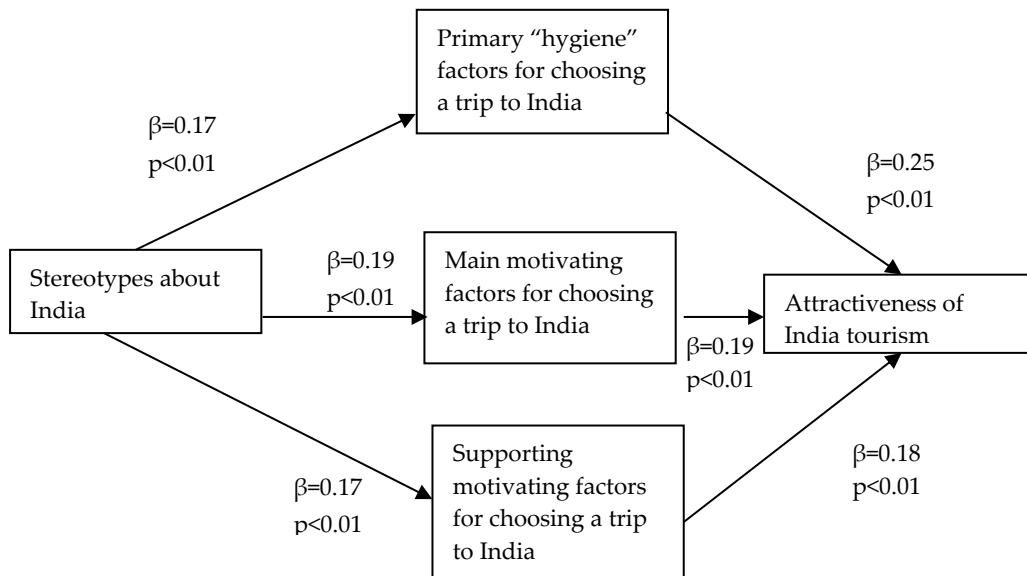 Primary “hygiene”
factors for choosing
a trip to India
β=0.17
p<0.01
β=0.25
p<0.01
Stereotypes about
India
β=0.19
p<0.01
Main motivating
factors for choosing
a trip to India
β=0.19
p<0.01
Attractiveness of
India tourism
Supporting
motivating factors
for choosing a trip
to India
β=0.17
p<0.01
β=0.18
p<0.01